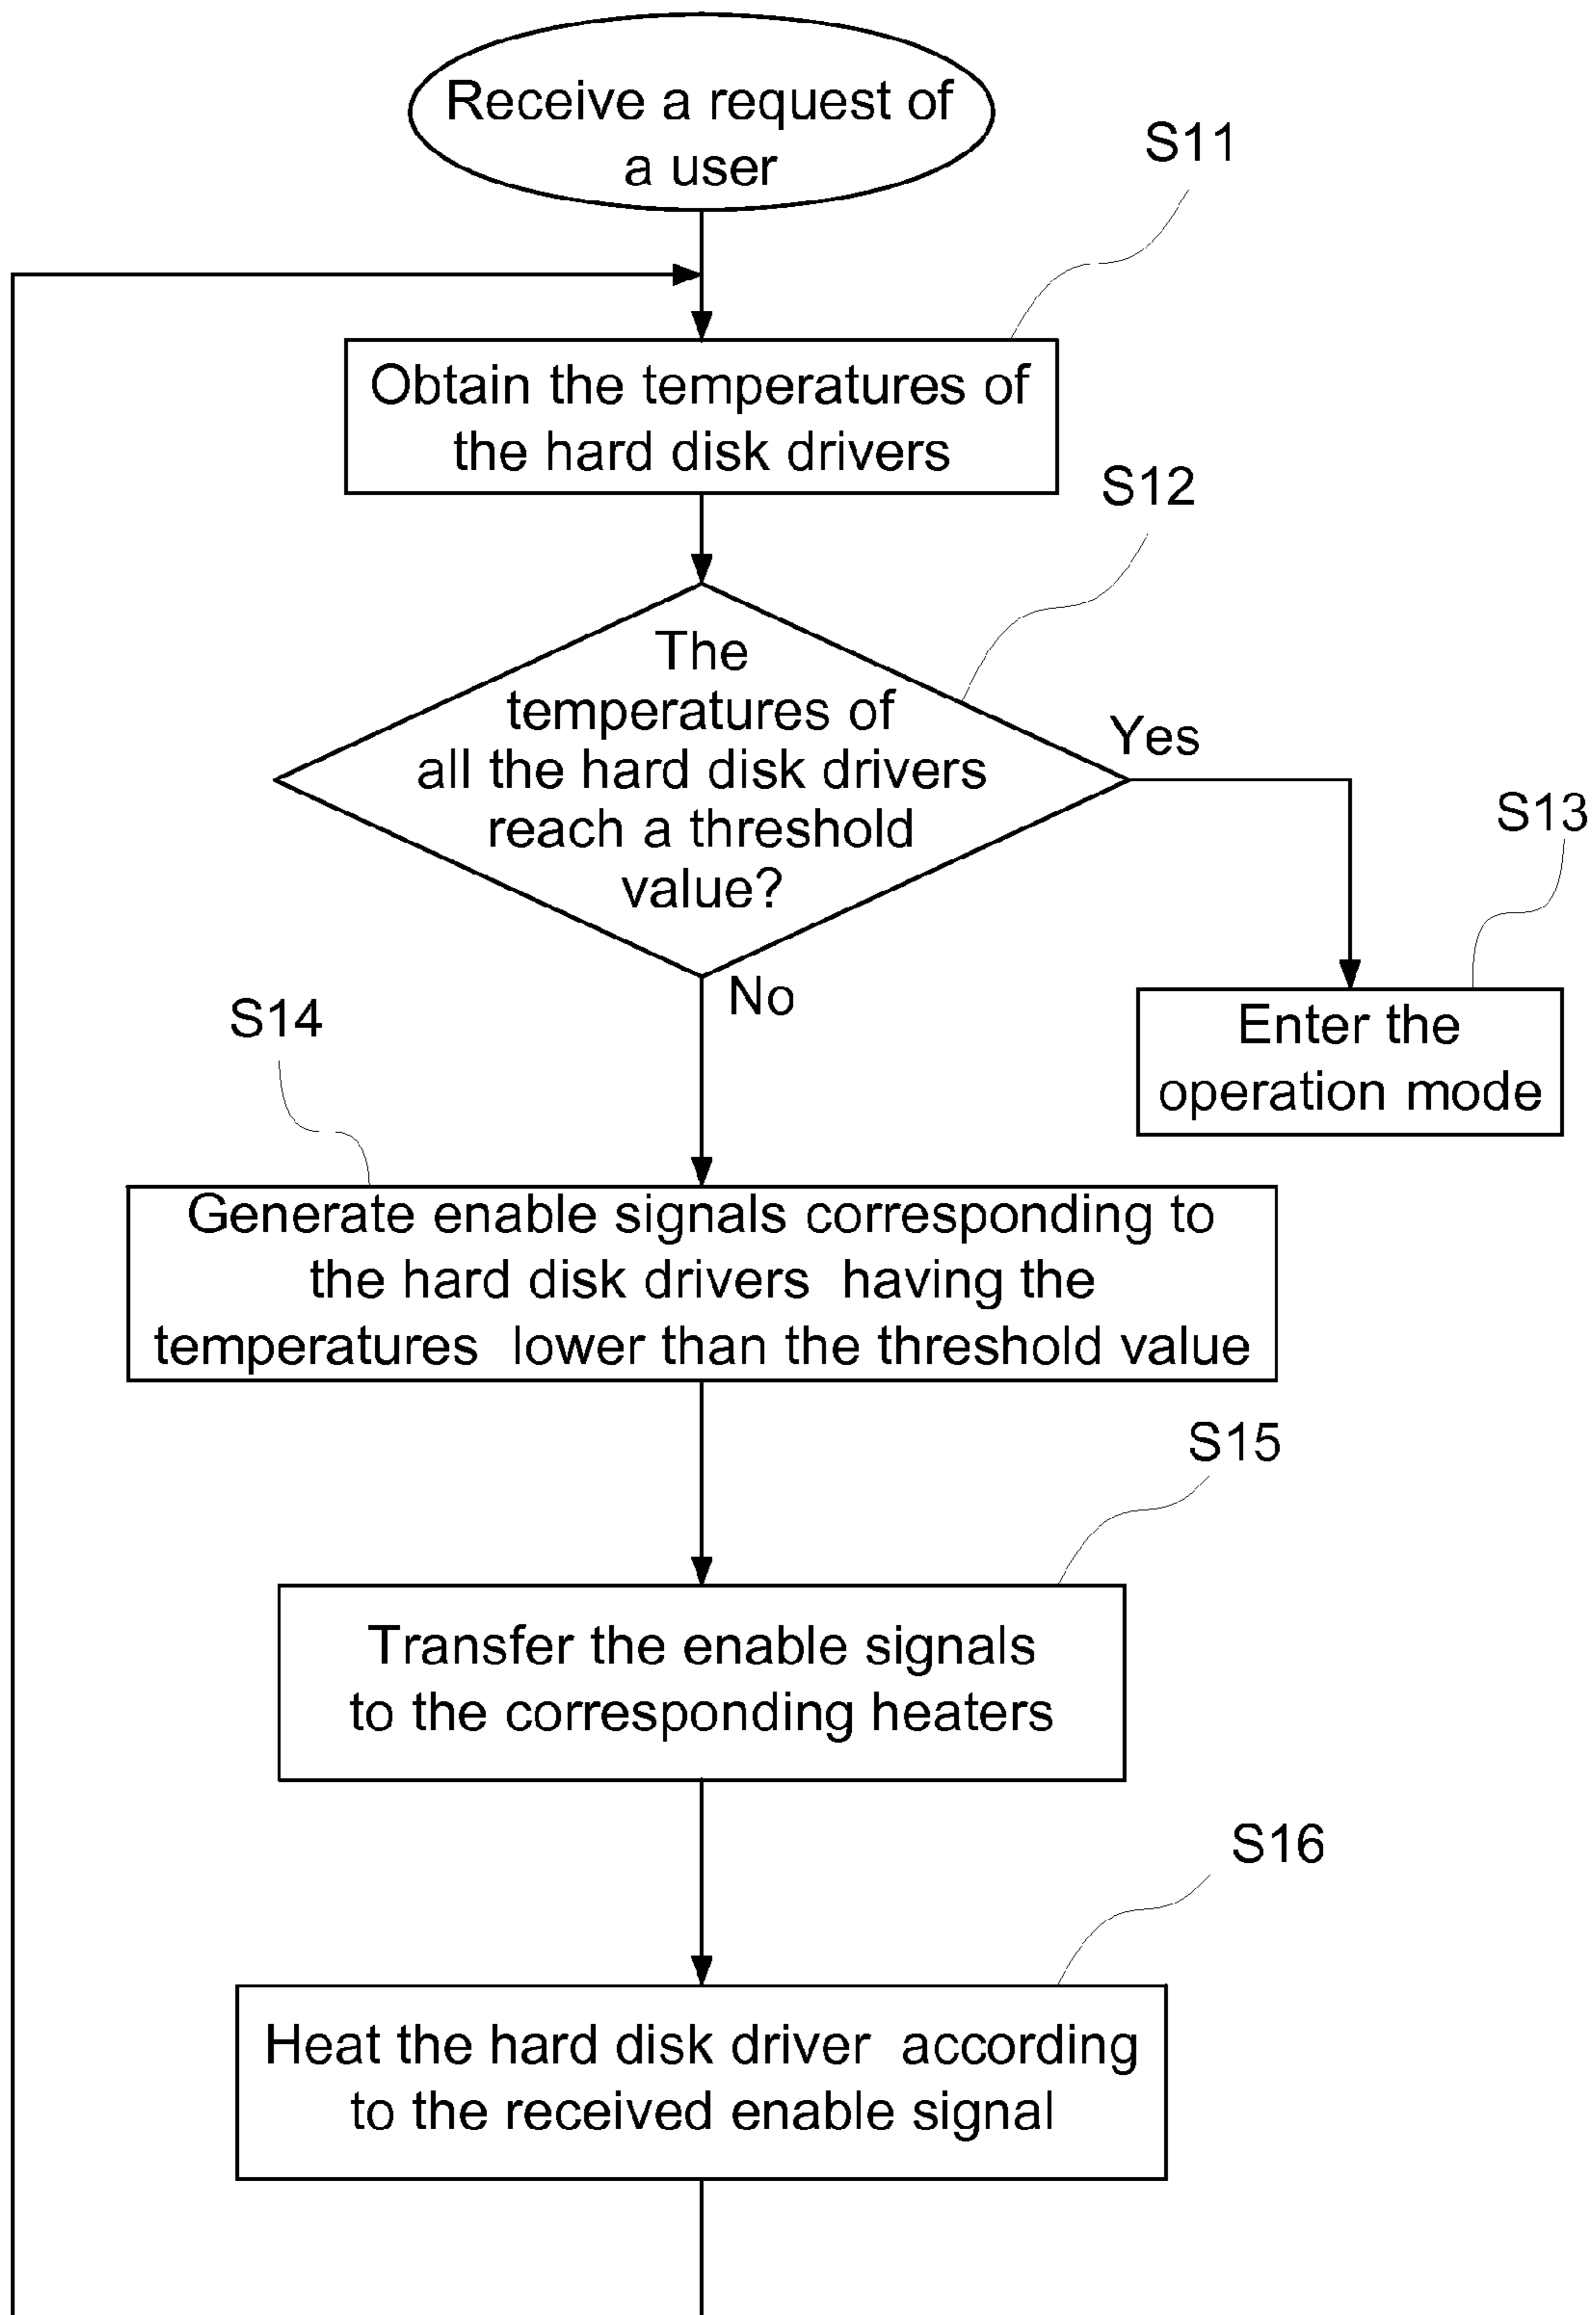 Receive a request of
a user
S11
Obtain the temperatures of
the hard disk drivers
S12
The
temperatures of
all the hard disk drivers
reach a threshold
value?
Yes
S13
No
Enter the
operation mode
S14
Generate enable signals corresponding to
the hard disk drivers having the
temperatures lower than the threshold value
S15
Transfer the enable signals
to the corresponding heaters
S16
Heat the hard disk driver according
to the received enable signal